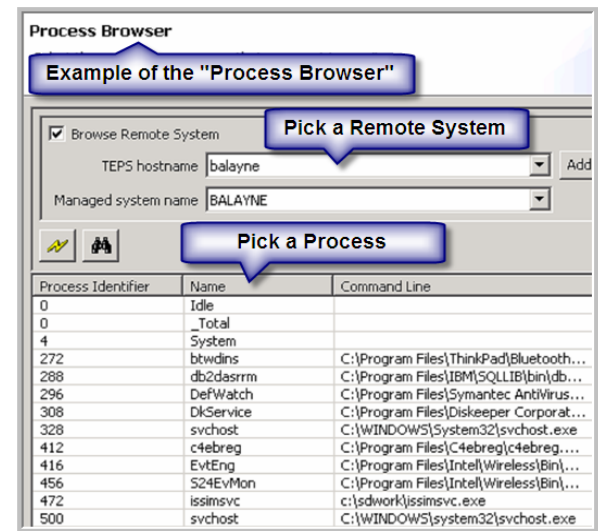 Process Browser
Example of the "Process Browser"
Browse Remote System
Pick a Remote System
TEPS hostname balayne Add
Managed system name BALAYNE
Pick a Process
Process Identifier Name Command Line
0 Idle
0 _Total
4 System
272 btwdins C:\Program Files\ThinkPad\Bluetooth...
288 db2dasrrm C:\Program Files\IBM\SQLLIB\bin\db...
296 DefWatch C:\Program Files\Symantec AntiVirus...
308 DkService C:\Program Files\Diskeeper Corporat...
328 svchost C:\WINDOWS\System32\svchost.exe
412 c4ebreg C:\Program Files\C4ebreg\c4ebreg....
416 EvtEng C:\Program Files\Intel\Wireless\Bin\...
456 S24EvMon C:\Program Files\Intel\Wireless\Bin\...
472 issimsvc c:\sdwork\issimsvc.exe
500 svchost C:\WINDOWS\system32\svchost.exe